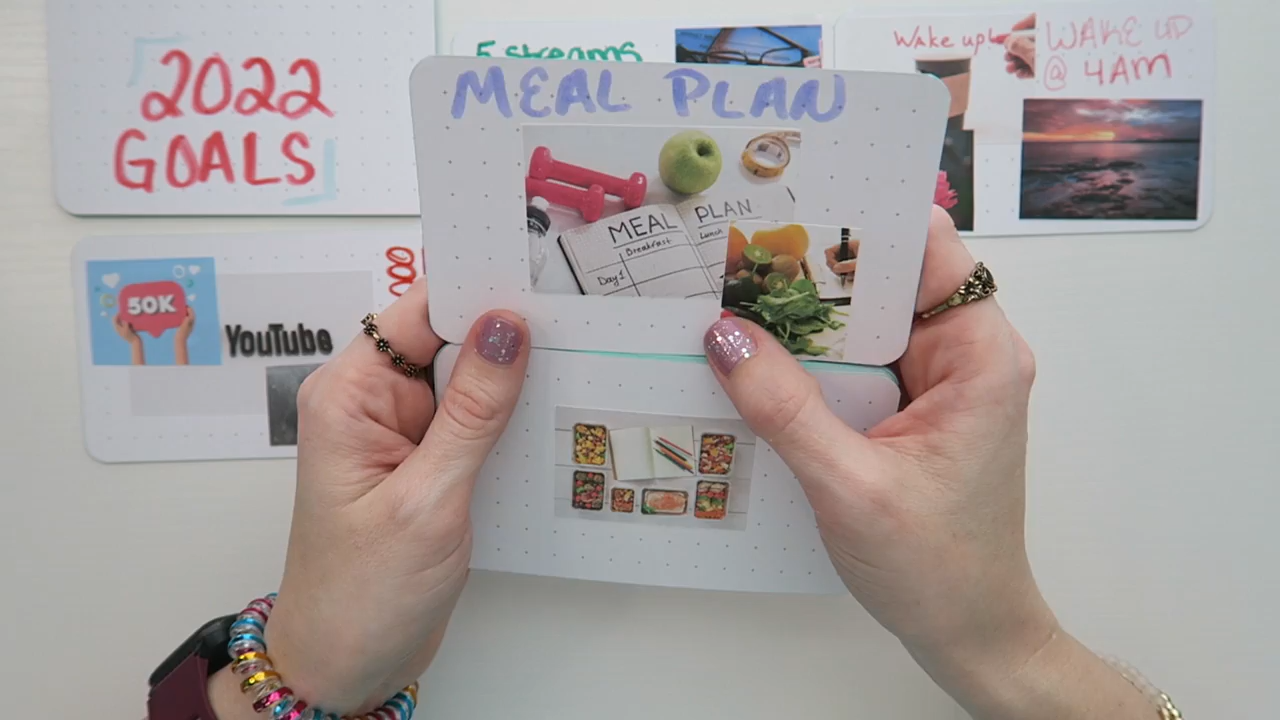 2022
GOALS
5 streams
Wake up!
WAKE UP
@ 4AM
MEAL PLAN
MEAL PLAN
Breakfast
Lunch
Day 1
50K
YouTube